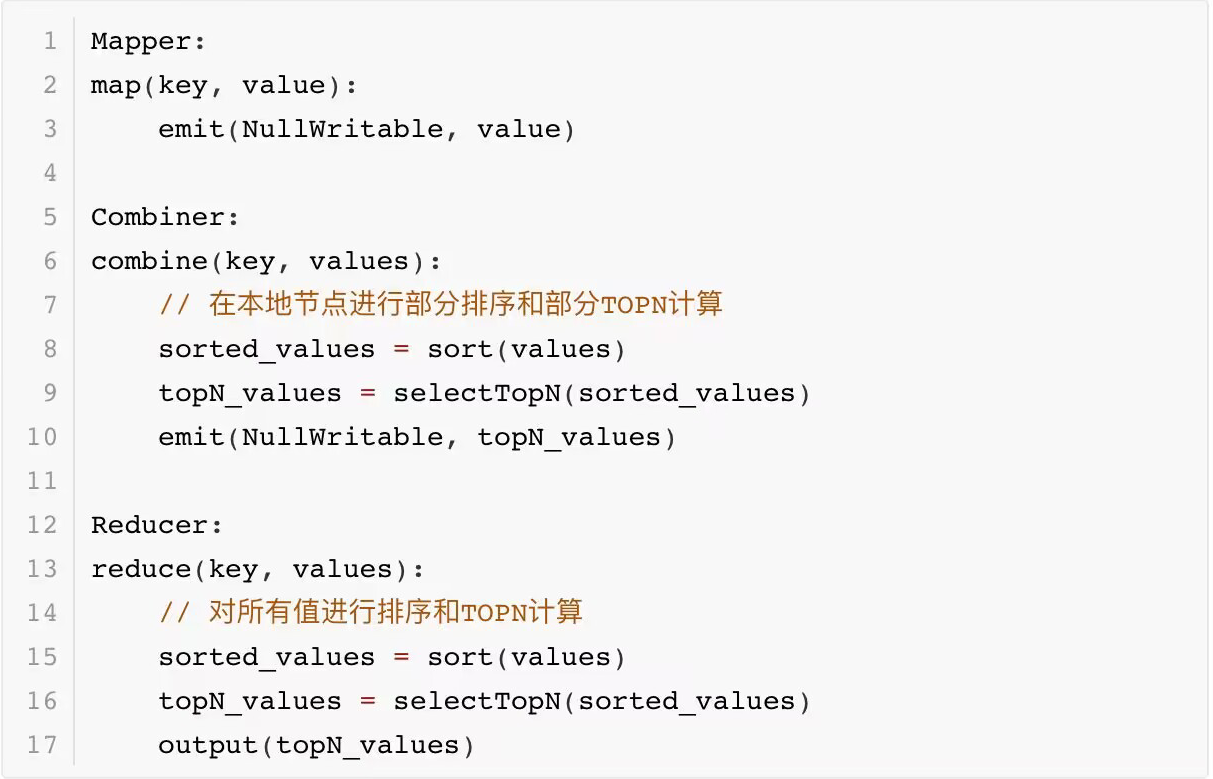 1 Mapper:
2 map(key, value):
3     emit(NullWritable, value)
4
5 Combiner:
6 combine(key, values):
7     // 在本地节点进行部分排序和部分TOPN计算
8     sorted_values = sort(values)
9     topN_values = selectTopN(sorted_values)
10     emit(NullWritable, topN_values)
11
12 Reducer:
13 reduce(key, values):
14     // 对所有值进行排序和TOPN计算
15     sorted_values = sort(values)
16     topN_values = selectTopN(sorted_values)
17     output(topN_values)